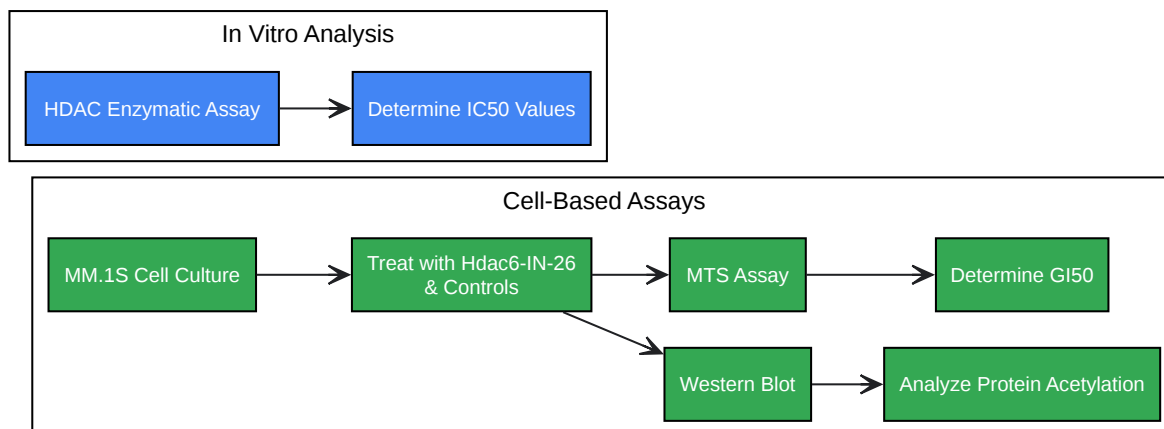 In Vitro Analysis
HDAC Enzymatic Assay
Determine IC50 Values
Cell-Based Assays
MM.1S Cell Culture
Treat with Hdac6-IN-26
& Controls
MTS Assay
Determine GI50
Western Blot
Analyze Protein Acetylation